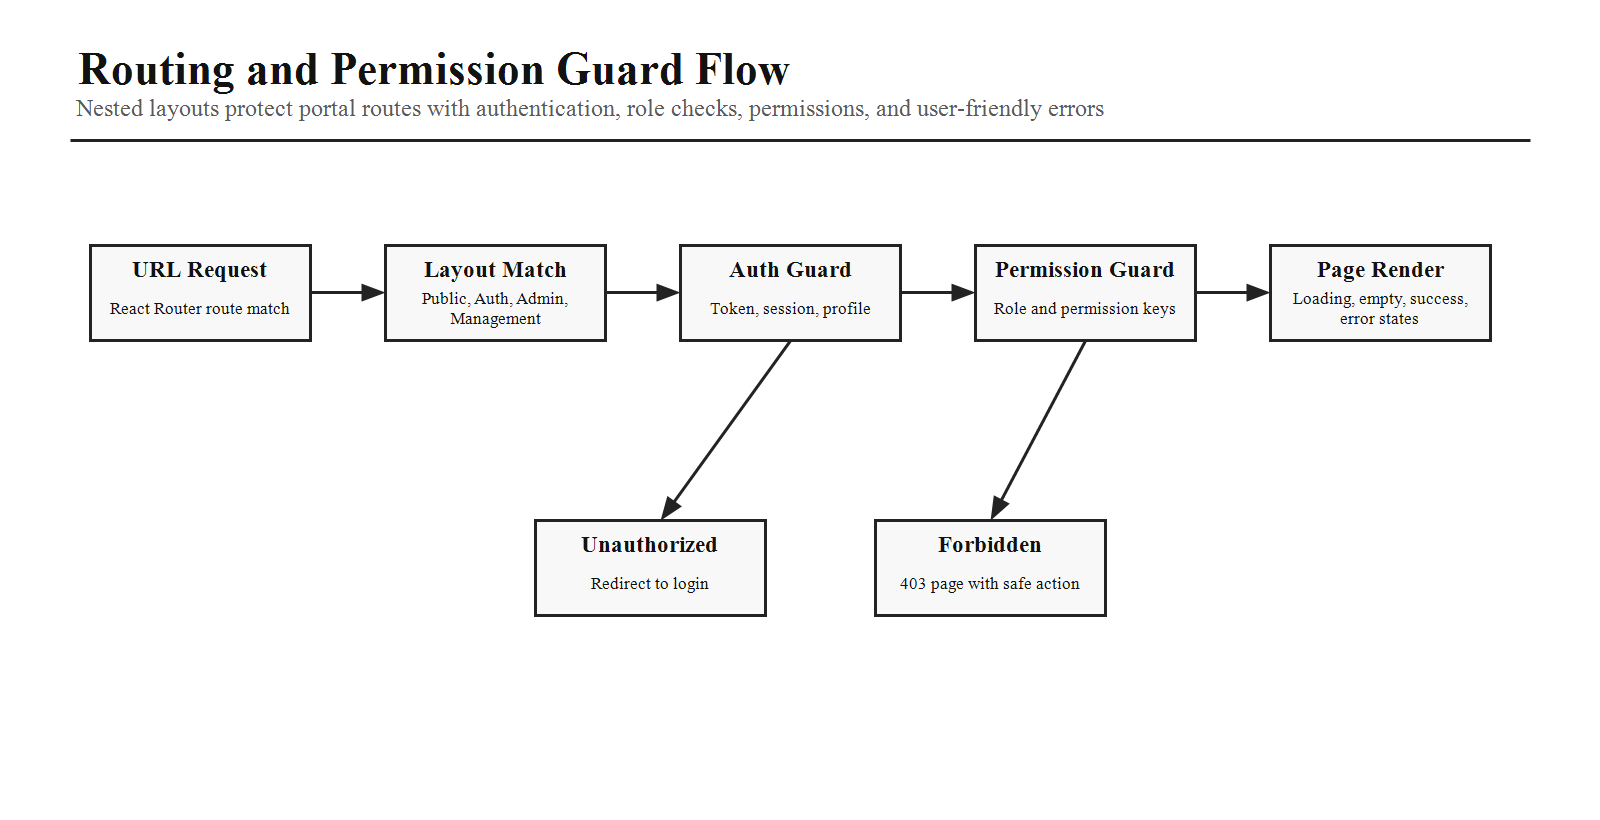 Routing and Permission Guard Flow
Nested layouts protect portal routes with authentication, role checks, permissions, and user-friendly errors
URL Request
React Router route match
Layout Match
Public, Auth, Admin,
Management
Auth Guard
Token, session, profile
Permission Guard
Role and permission keys
Page Render
Loading, empty, success,
error states
Unauthorized
Redirect to login
Forbidden
403 page with safe action